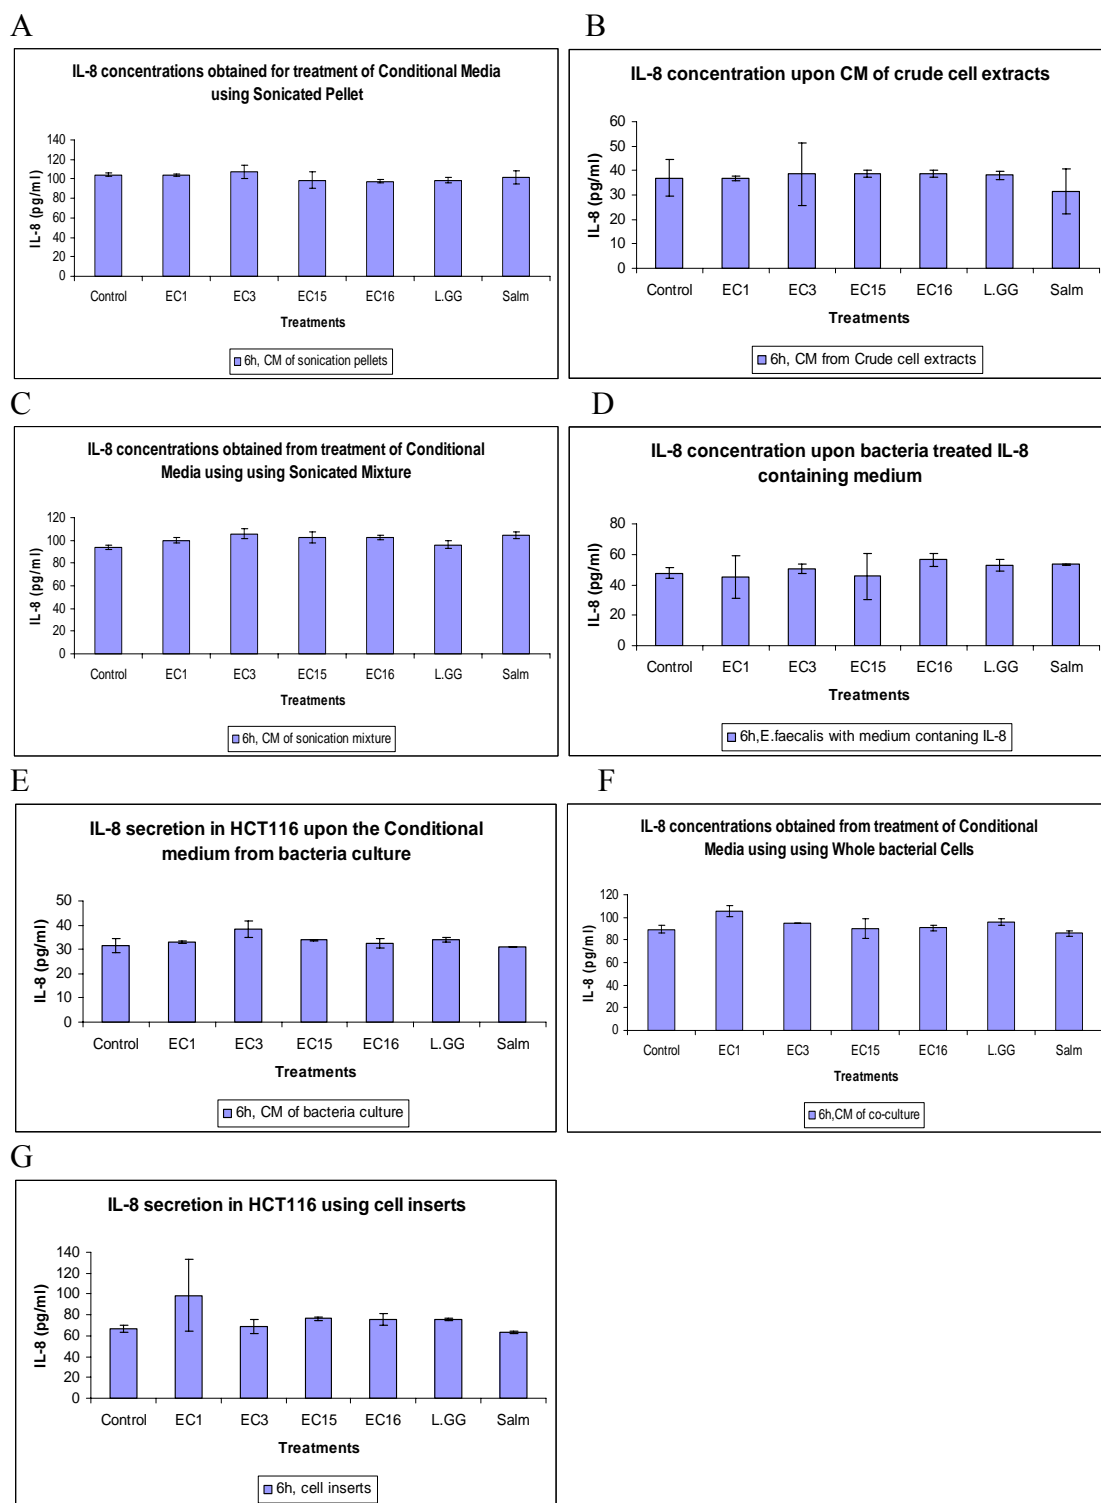 A
IL-8 concentrations obtained for treatment of Conditional Media
using Sonicated Pellet
IL-8 (pg/ml)
140
120
100
80
60
40
20
0
Control EC1 EC3 EC15 EC16 L.GG Salm
Treatments
6h, CM of sonication pellets
B
IL-8 concentration upon CM of crude cell extracts
IL-8 (pg/ml)
60
50
40
30
20
10
0
Control EC1 EC3 EC15 EC16 L.GG Salm
Treatments
6h, CM from Crude cell extracts
C
IL-8 concentrations obtained from treatment of Conditional
Media using using Sonicated Mixture
IL-8 (pg/ml)
120
100
80
60
40
20
0
Control EC1 EC3 EC15 EC16 L.GG Salm
Treatments
6h, CM of sonication mixture
D
IL-8 concentration upon bacteria treated IL-8
containing medium
IL-8 (pg/ml)
80
60
40
20
0
Control EC1 EC3 EC15 EC16 L.GG Salm
Treatments
6h,E.faecalis with medium contaning IL-8
E
IL-8 secretion in HCT116 upon the Conditional
medium from bacteria culture
IL-8 (pg/ml)
50
40
30
20
10
0
Control EC1 EC3 EC15 EC16 L.GG Salm
Treatments
6h, CM of bacteria culture
F
IL-8 concentrations obtained from treatment of Conditional
Media using using Whole bacterial Cells
IL-8 (pg/ml)
120
100
80
60
40
20
0
Control EC1 EC3 EC15 EC16 L.GG Salm
Treatments
6h,CM of co-culture
G
IL-8 secretion in HCT116 using cell inserts
IL-8 (pg/ml)
140
120
100
80
60
40
20
0
Control EC1 EC3 EC15 EC16 L.GG Salm
Treatments
6h, cell inserts